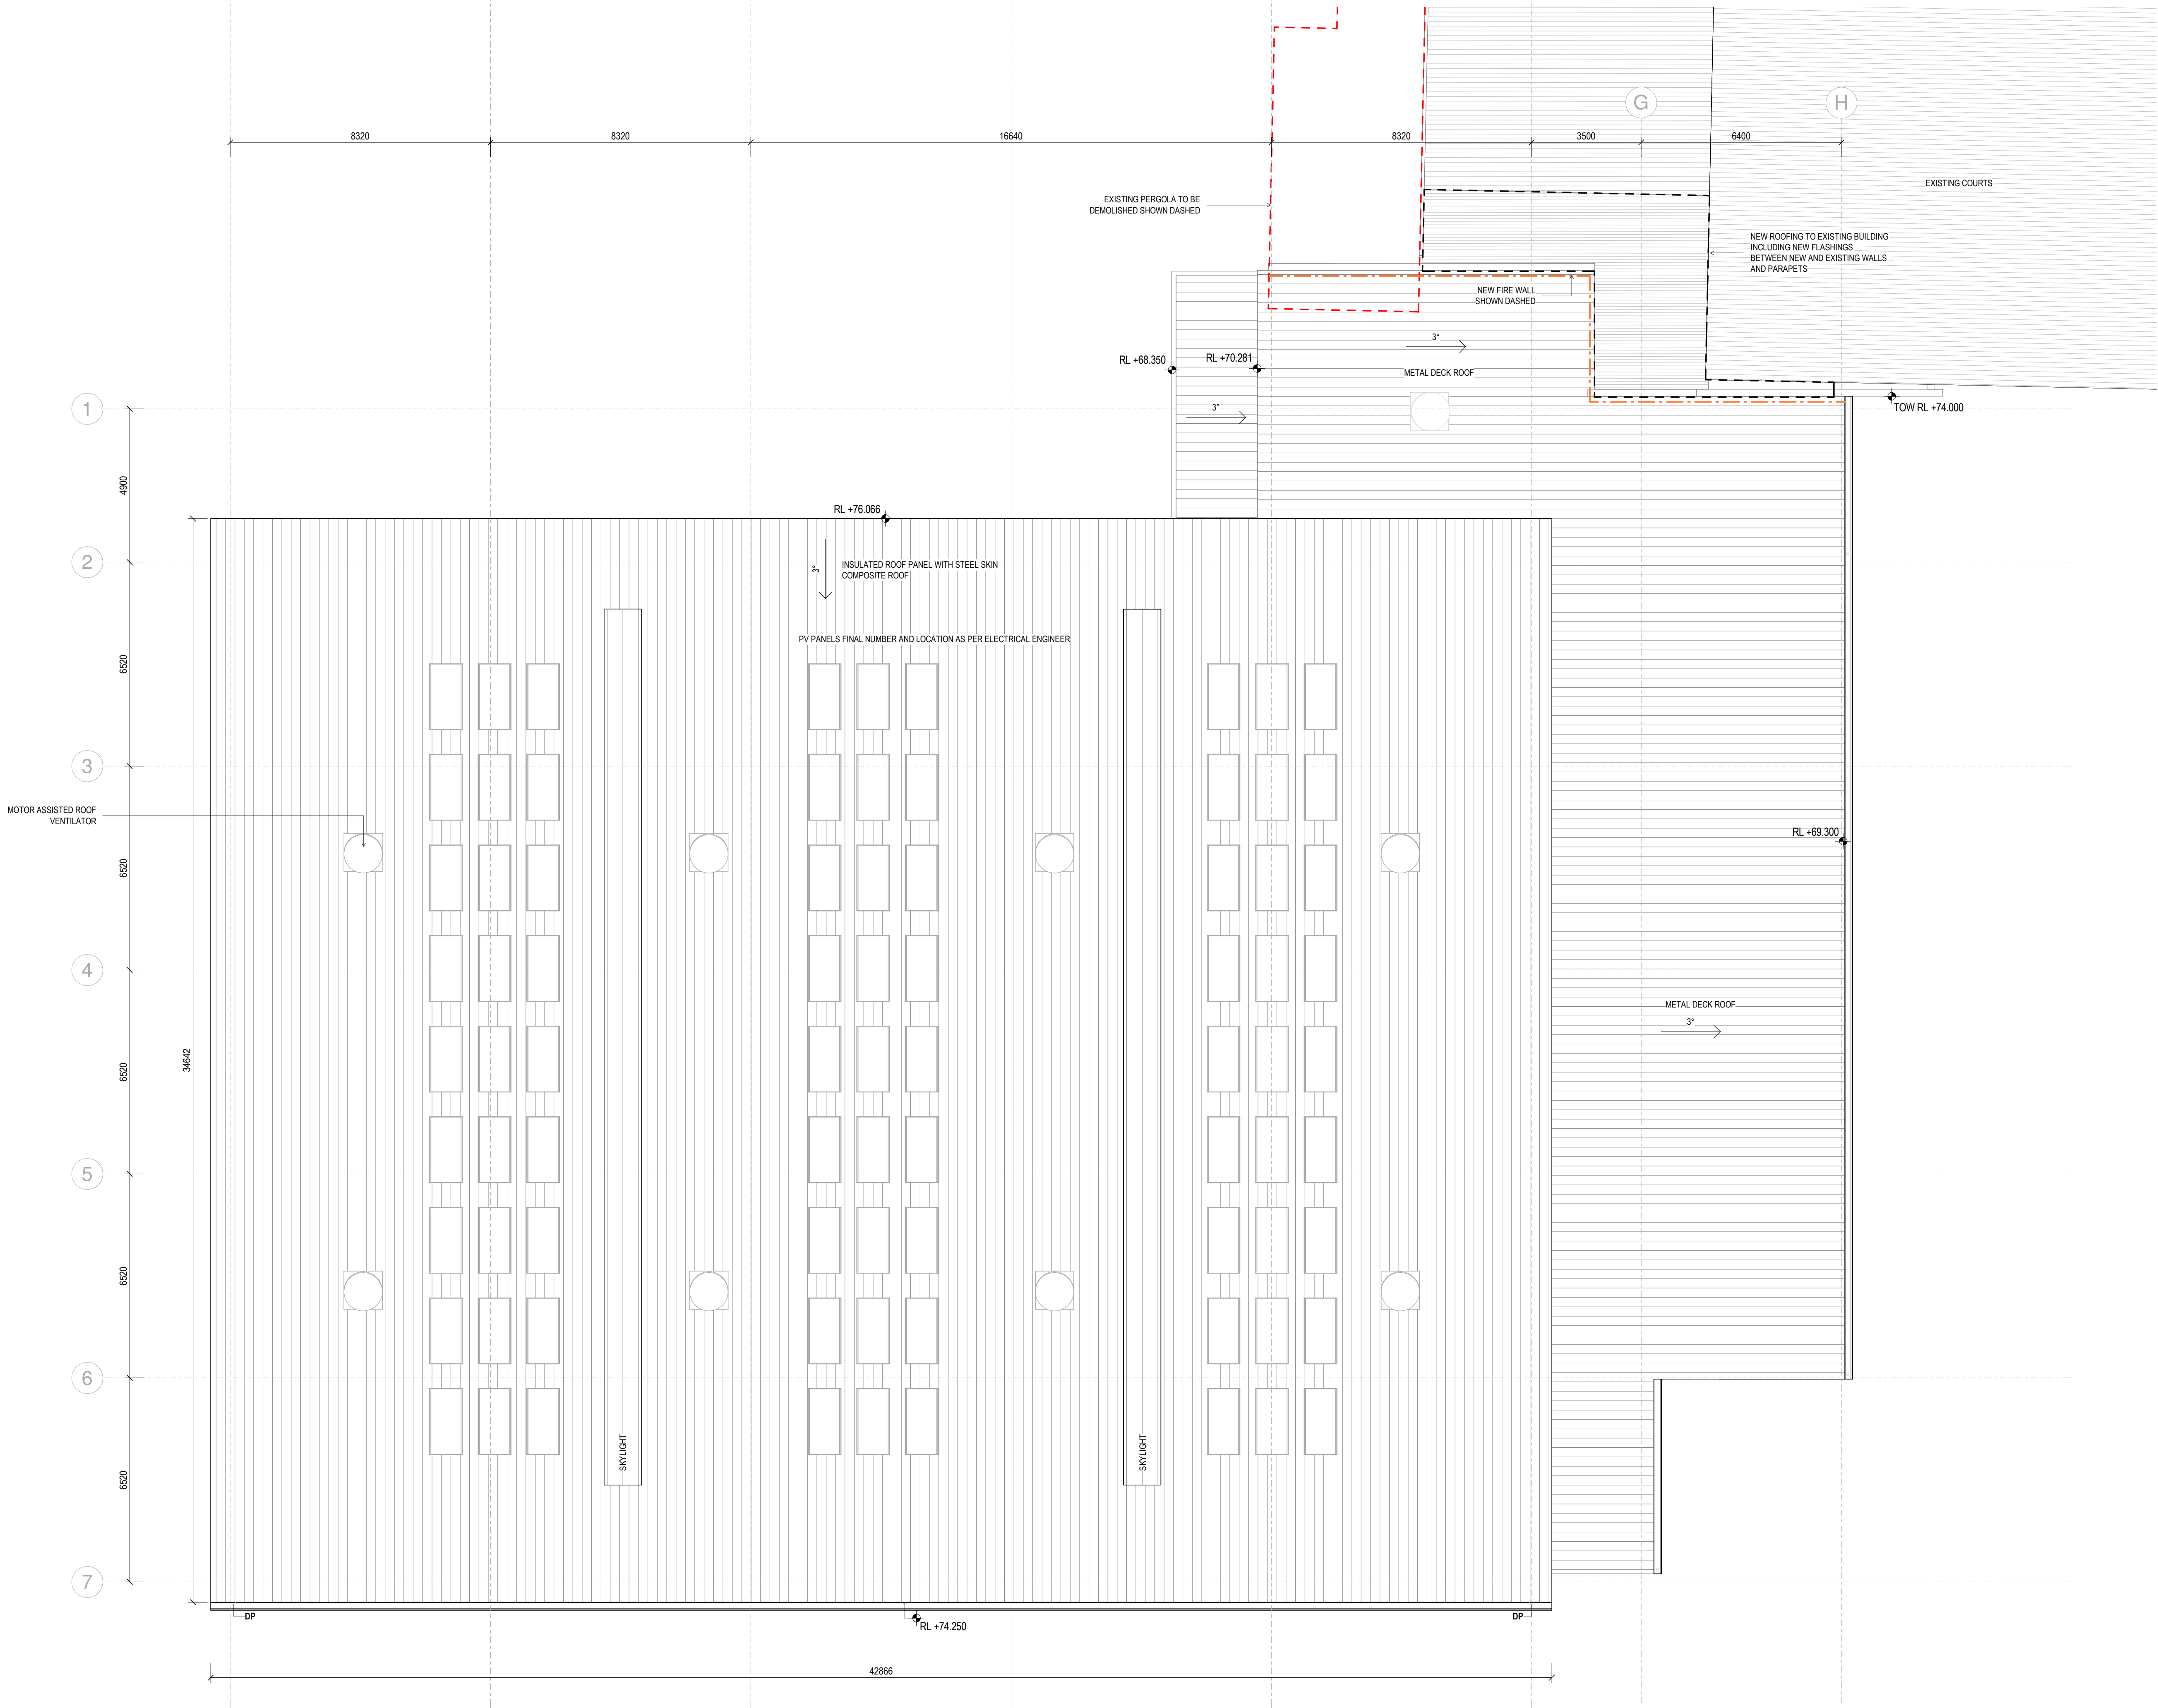 G
H
8320
8320
16640
8320
3500
6400
EXISTING COURTS
EXISTING PERGOLA TO BE
DEMOLISHED SHOWN DASHED
NEW ROOFING TO EXISTING BUILDING
INCLUDING NEW FLASHINGS
BETWEEN NEW AND EXISTING WALLS
AND PARAPETS
NEW FIRE WALL
SHOWN DASHED
3°
RL +68.350
RL +70.281
METAL DECK ROOF
3°
1
TOW RL +74.000
4900
RL +76.066
2
3°
INSULATED ROOF PANEL WITH STEEL SKIN
COMPOSITE ROOF
PV PANELS FINAL NUMBER AND LOCATION AS PER ELECTRICAL ENGINEER
6520
3
MOTOR ASSISTED ROOF
VENTILATOR
RL +69.300
6520
4
METAL DECK ROOF
3°
34642
6520
5
6520
6
SKYLIGHT
SKYLIGHT
6520
7
DP
DP
RL +74.250
42866